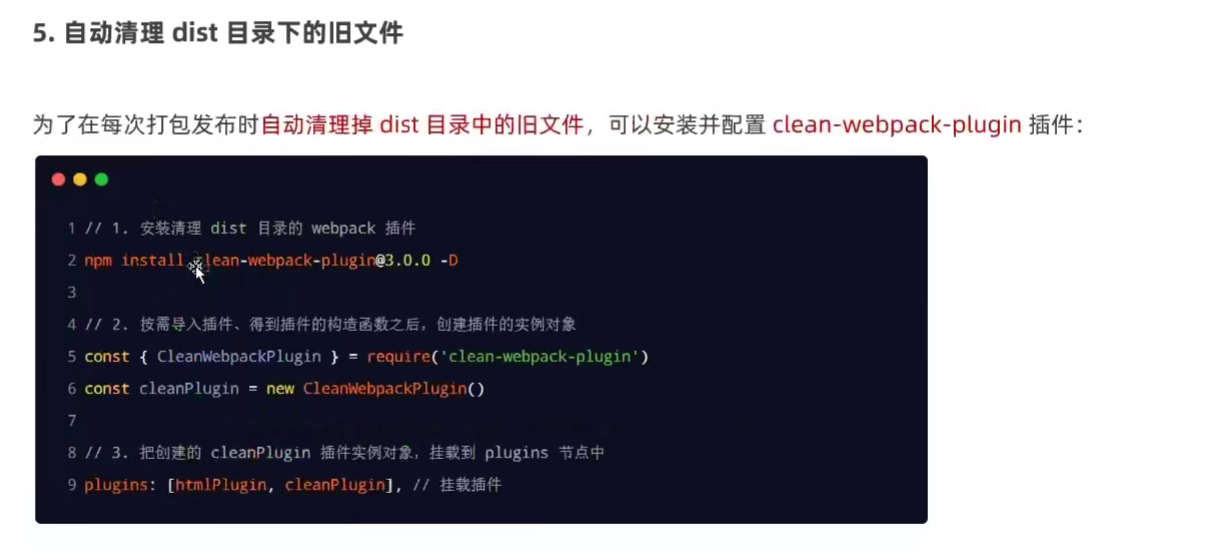 5. 自动清理 dist 目录下的旧文件
为了在每次打包发布时自动清理掉 dist 目录中的旧文件，可以安装并配置 clean-webpack-plugin 插件：
1 // 1. 安装清理 dist 目录的 webpack 插件
2 npm install clean-webpack-plugin@3.0.0 -D
3
4 // 2. 按需导入插件、得到插件的构造函数之后，创建插件的实例对象
5 const { CleanWebpackPlugin } = require('clean-webpack-plugin')
6 const cleanPlugin = new CleanWebpackPlugin()
7
8 // 3. 把创建的 cleanPlugin 插件实例对象，挂载到 plugins 节点中
9 plugins: [htmlPlugin, cleanPlugin], // 挂载插件